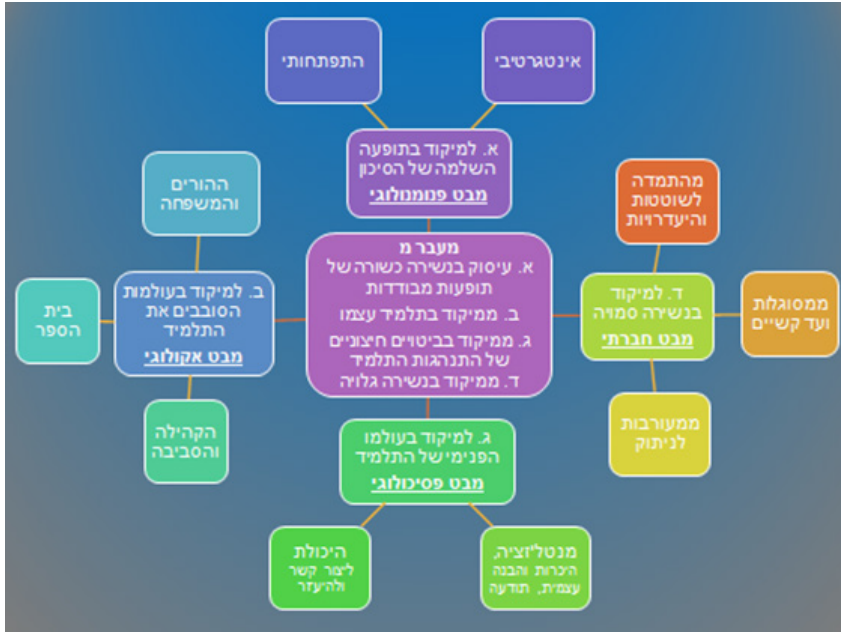 אינטגרטיבי
התפתחותי
א. למיקוד בתופעה
השלמה של הסיכון
מבט פנומנולוגי
ההורים
והמשפחה
מהתמדה
לשוטטות
והיעדרויות
מעבר מ
א. עיסוק בנשירה כשורה של
תופעות מבודדות
ב. ממיקוד בתלמיד עצמו
ג. ממיקוד בביטויים חיצוניים
של התנהגות התלמיד
ד. ממיקוד בנשירה גלויה
ד. למיקוד
בנשירה סמויה
מבט חברתי
ממסוגלות
ועד קשיים
ב. למיקוד בעולמות
הסובבים את
התלמיד
מבט אקולוגי
בית
הספר
ממעורבות
לניתוק
הקהילה
והסביבה
ג. למיקוד בעולמו
הפנימי של התלמיד
מבט פסיכולוגי
מנטליזציה,
היכרות והבנה
עצמית, תודעה
היכולת
ליצור קשר
ולהיעזר